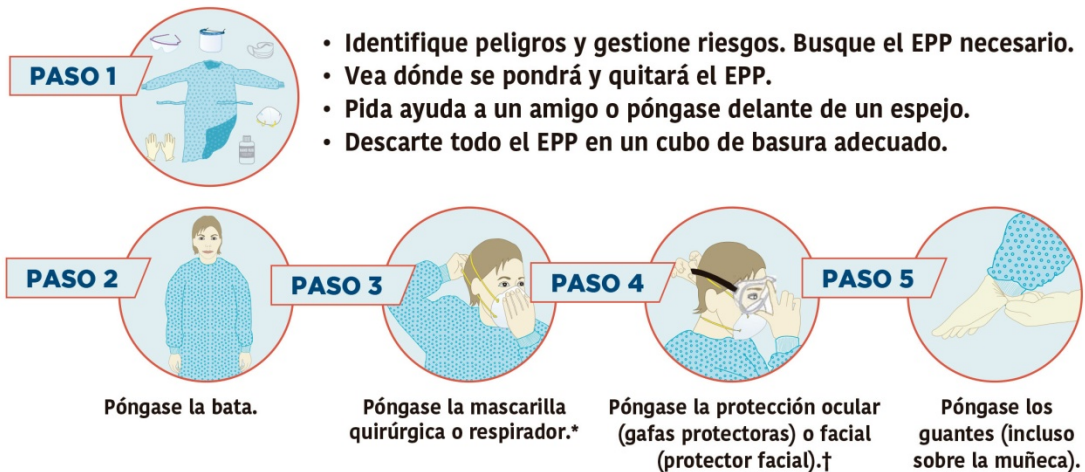 PASO 1
• Identifique peligros y gestione riesgos. Busque el EPP necesario.
• Vea dónde se pondrá y quitará el EPP.
• Pida ayuda a un amigo o póngase delante de un espejo.
• Descarte todo el EPP en un cubo de basura adecuado.
PASO 2
Póngase la bata.
PASO 3
Póngase la mascarilla
quirúrgica o respirador.*
PASO 4
Póngase la protección ocular
(gafas protectoras) o facial
(protector facial).†
PASO 5
Póngase los
guantes (incluso
sobre la muñeca).